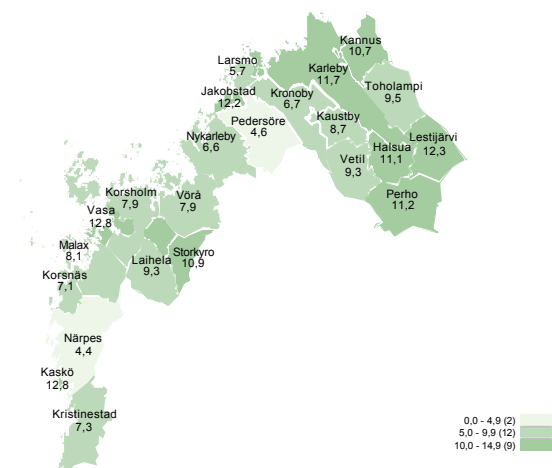 Kannus
10,7
Larsmo
5,7
Karleby
11,7
Toholampi
9,5
Jakobstad
12,2
Kronoby
6,7
Pedersöre
4,6
Kaustby
8,7
Nykarleby
6,6
Lestijärvi
12,3
Halsua
11,1
Vetil
9,3
Perho
11,2
Korsholm
7,9
Vörå
7,9
Vasa
12,8
Malax
8,1
Laihela
9,3
Storkyro
10,9
Korsnäs
7,1
Närpes
4,4
Kaskö
12,8
Kristinestad
7,3
0,0 - 4,9 (2)
5,0 - 9,9 (12)
10,0 - 14,9 (9)